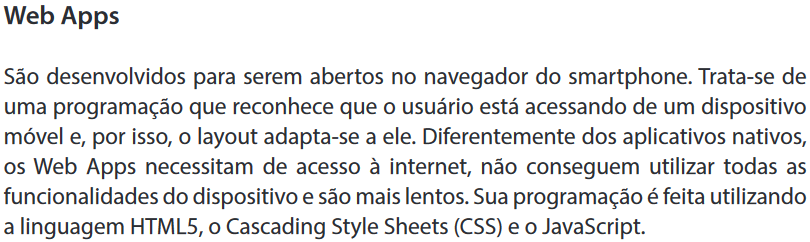 Web Apps
São desenvolvidos para serem abertos no navegador do smartphone. Trata-se de
uma programação que reconhece que o usuário está acessando de um dispositivo
móvel e, por isso, o layout adapta-se a ele. Diferentemente dos aplicativos nativos,
os Web Apps necessitam de acesso à internet, não conseguem utilizar todas as
funcionalidades do dispositivo e são mais lentos. Sua programação é feita utilizando
a linguagem HTML5, o Cascading Style Sheets (CSS) e o JavaScript.